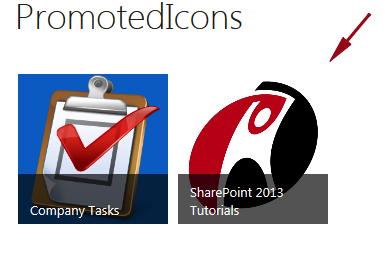 PromotedIcons
Company Tasks
SharePoint 2013
Tutorials